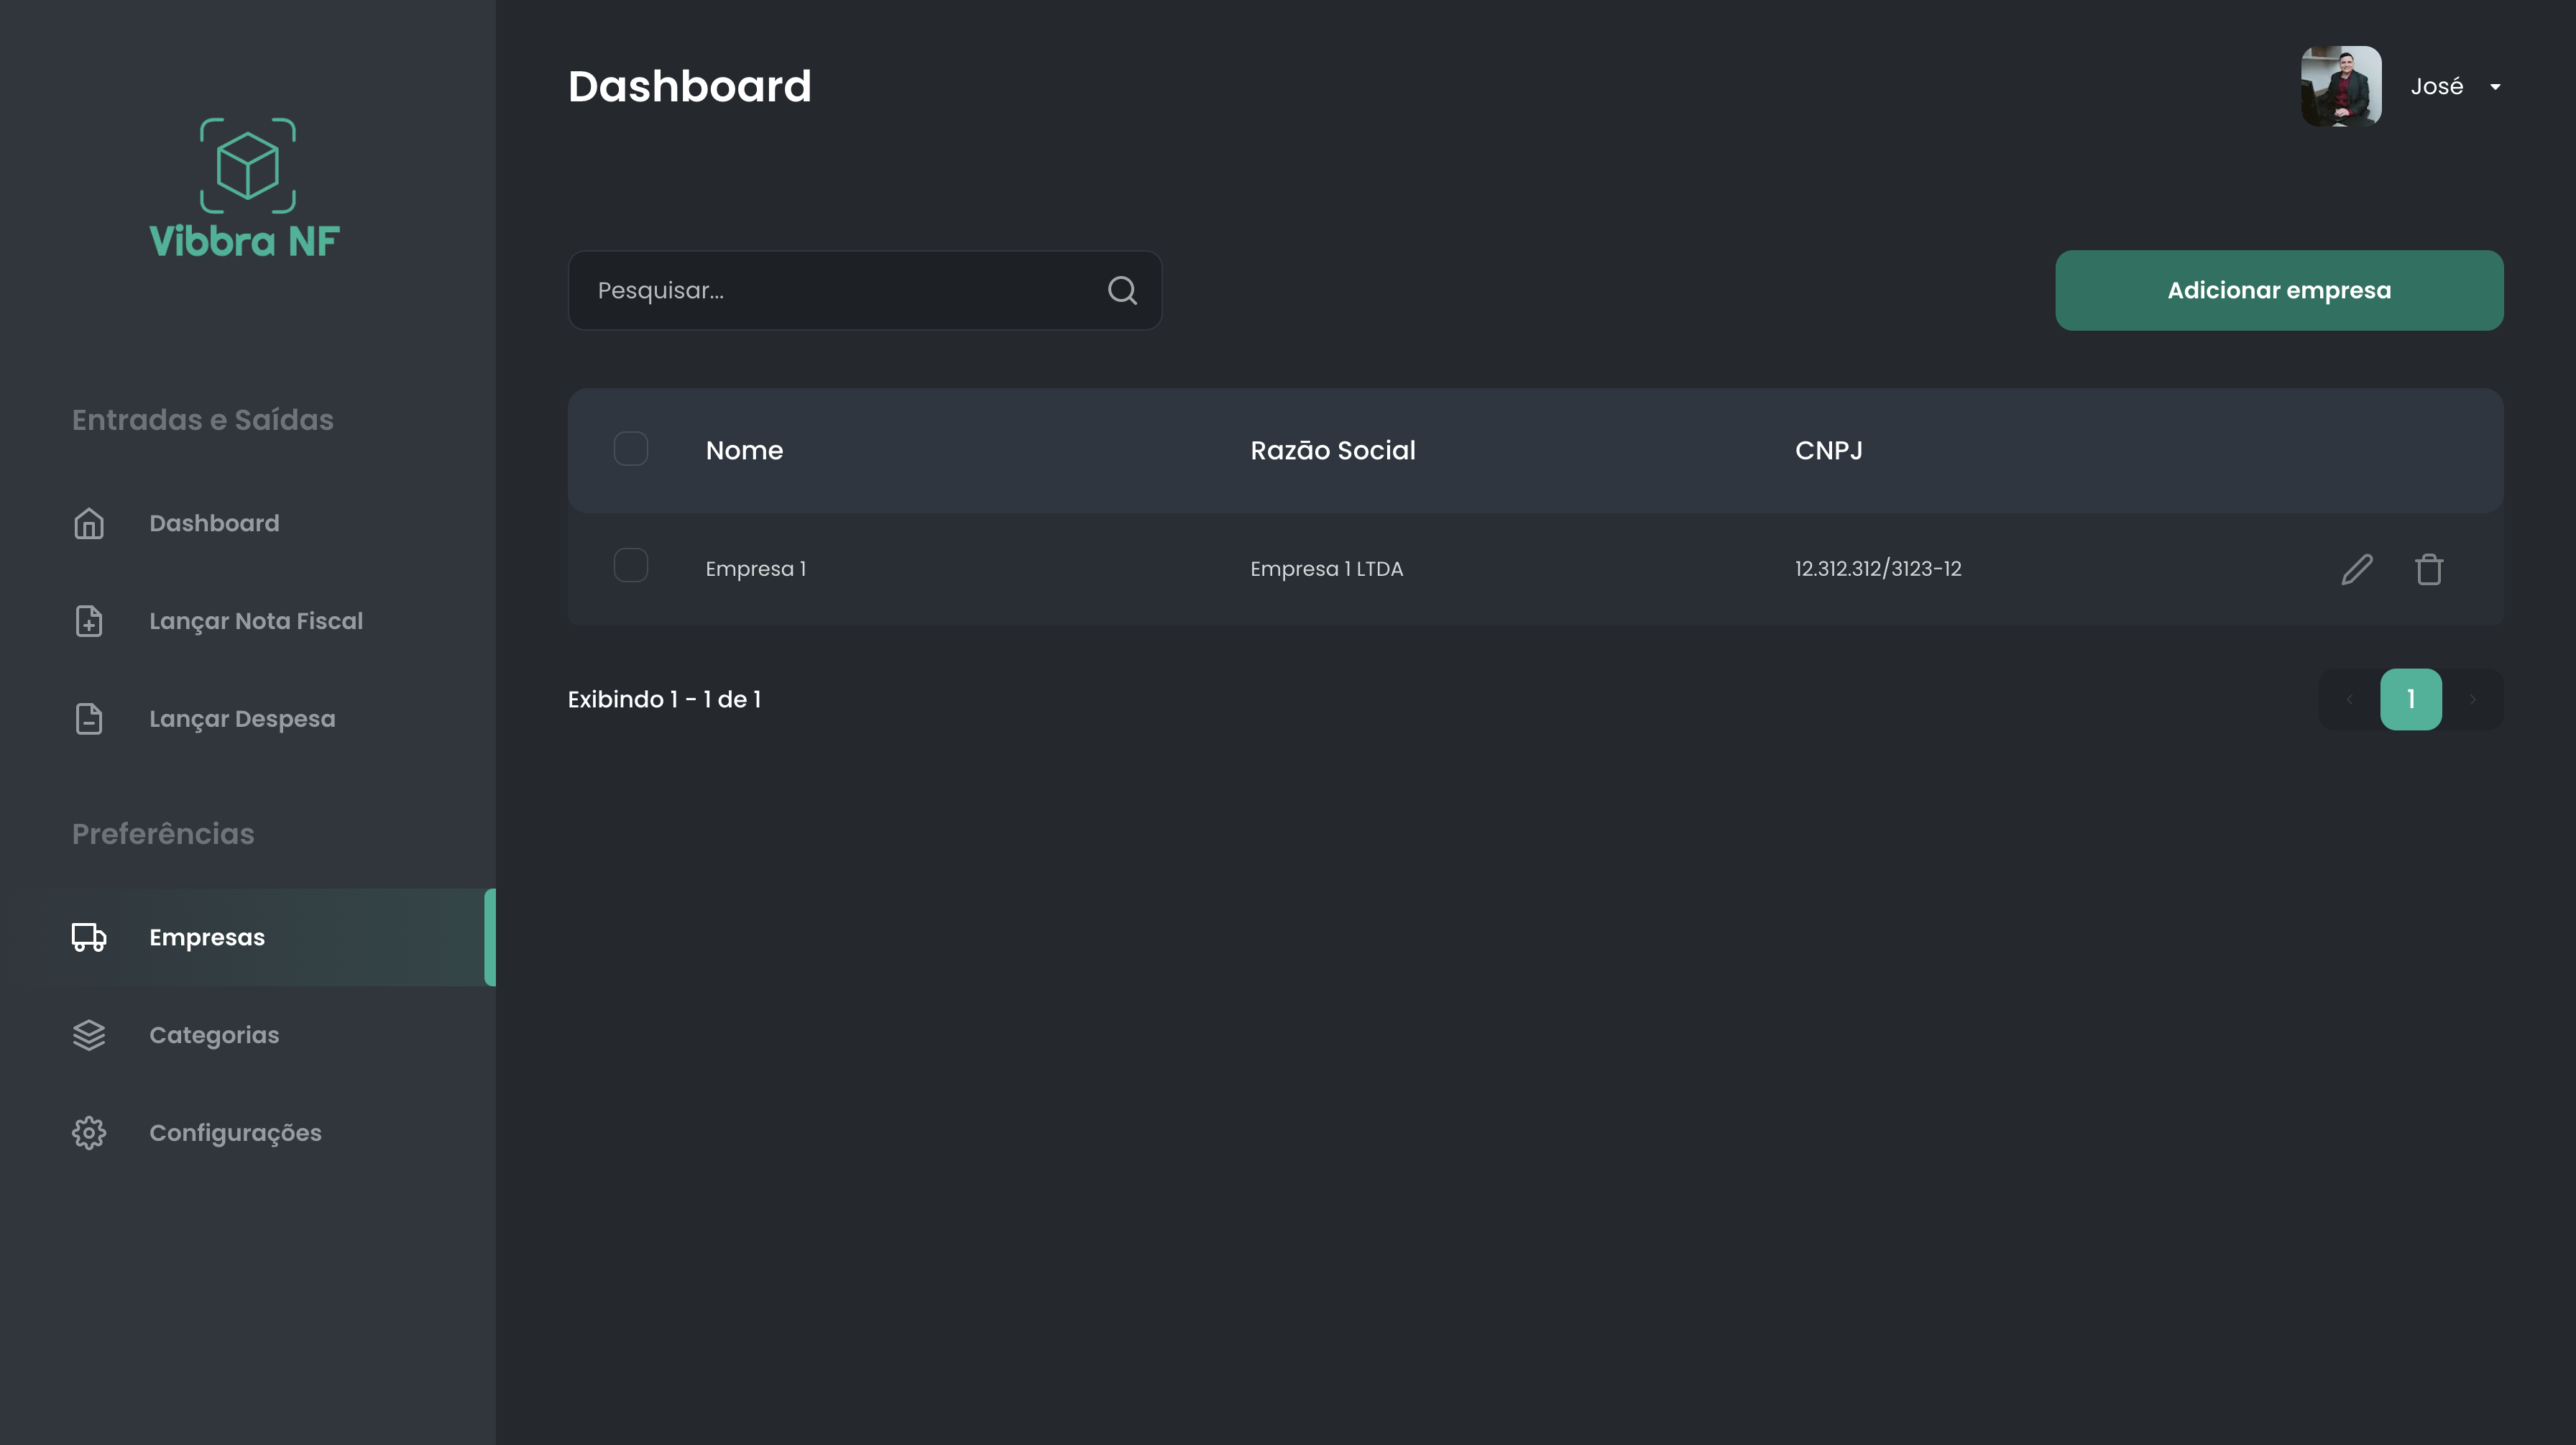 Vibbra NF
Entradas e Saídas
Dashboard
Lançar Nota Fiscal
Lançar Despesa
Preferências
Empresas
Categorias
Configurações
Dashboard
José
Pesquisar...
Adicionar empresa
Nome Razão Social CNPJ
Empresa 1 Empresa 1 LTDA 12.312.312/3123-12
Exibindo 1 - 1 de 1
1